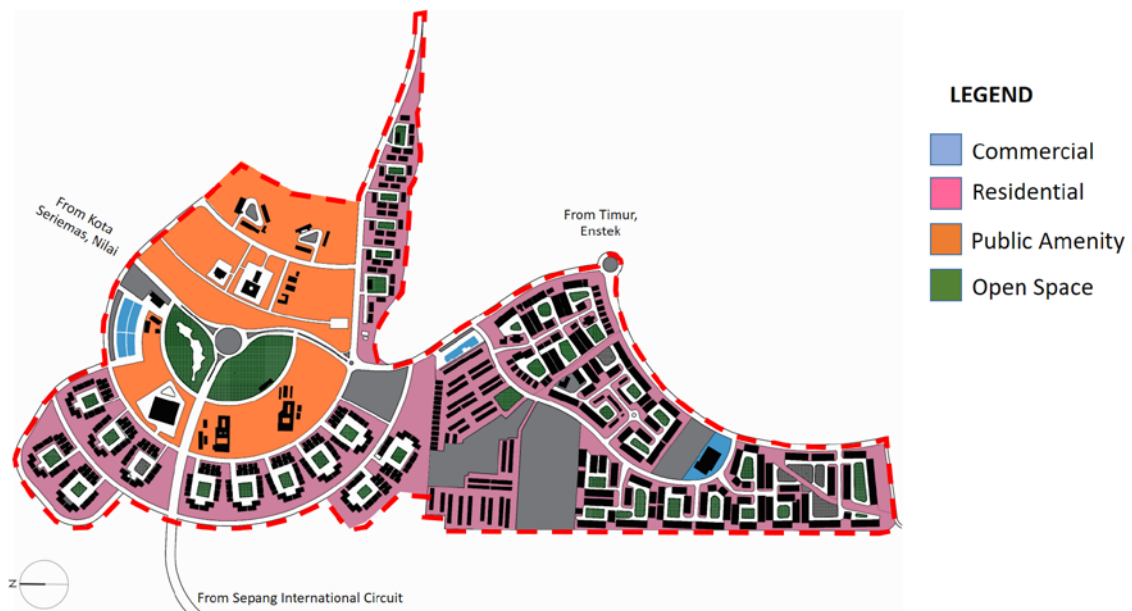 From Kota
Seriemas, Nilai
From Timur,
Enstek
LEGEND
Commercial
Residential
Public Amenity
Open Space
N
From Sepang International Circuit